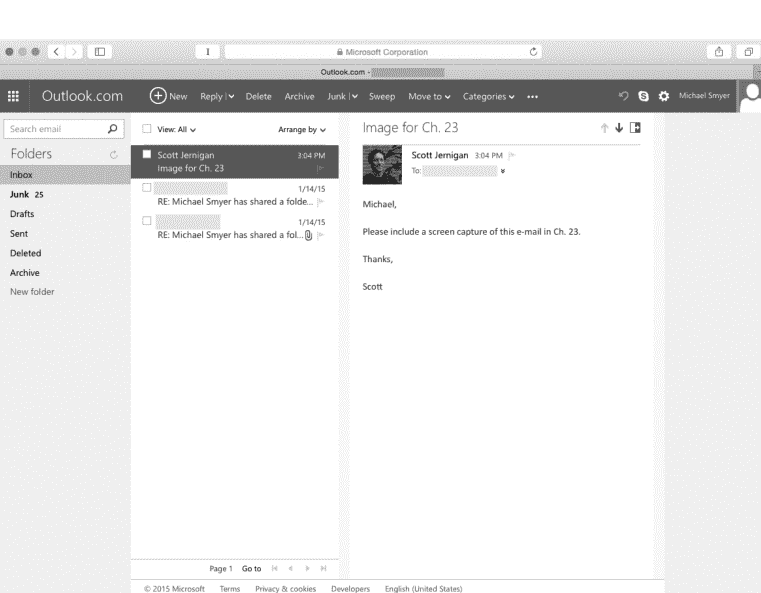 Microsoft Corporation
Outlook.com -
Outlook.com New Reply Delete Archive Junk Sweep Move to Categories ••• Michael Smyer
Search email
Folders
Inbox
Junk 25
Drafts
Sent
Deleted
Archive
New folder
View: All Arrange by
Scott Jernigan 3:04 PM
Image for Ch. 23
1/14/15
RE: Michael Smyer has shared a folde...
1/14/15
RE: Michael Smyer has shared a fol...
Page 1 Go to
Image for Ch. 23
Scott Jernigan 3:04 PM
To:
Michael,
Please include a screen capture of this e-mail in Ch. 23.
Thanks,
Scott
© 2015 Microsoft Terms Privacy & cookies Developers English (United States)